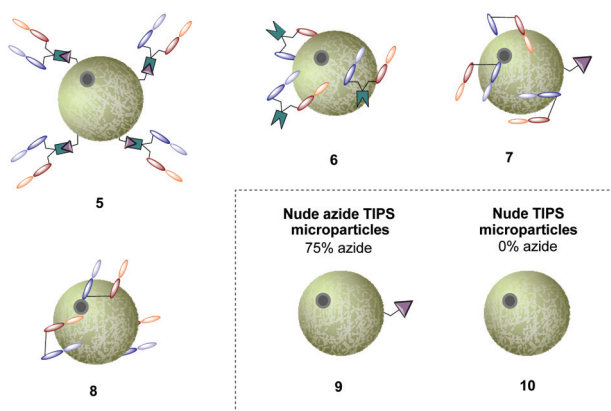 5
6
7
8
Nude azide TIPS
microparticles
75% azide
9
Nude TIPS
microparticles
0% azide
10